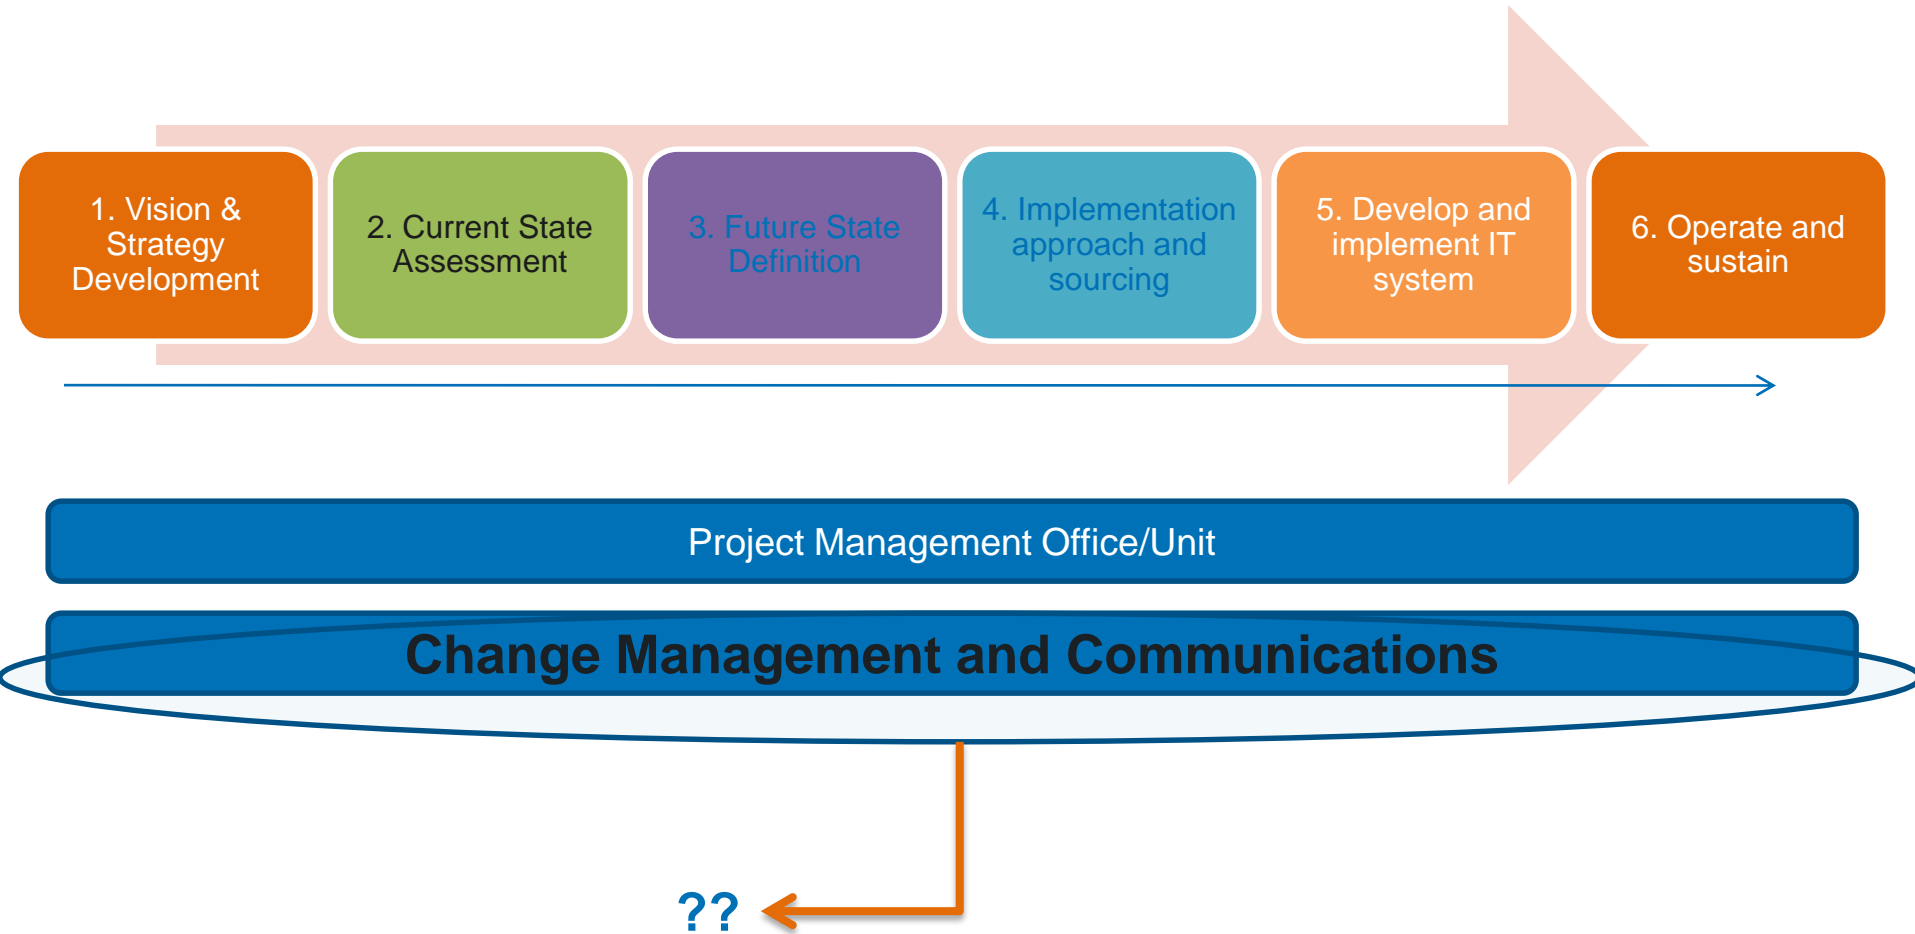 1. Vision &
Strategy
Development
2. Current State
Assessment
3. Future State
Definition
4. Implementation
approach and
sourcing
5. Develop and
implement IT
system
6. Operate and
sustain
Project Management Office/Unit
Change Management and Communications
??